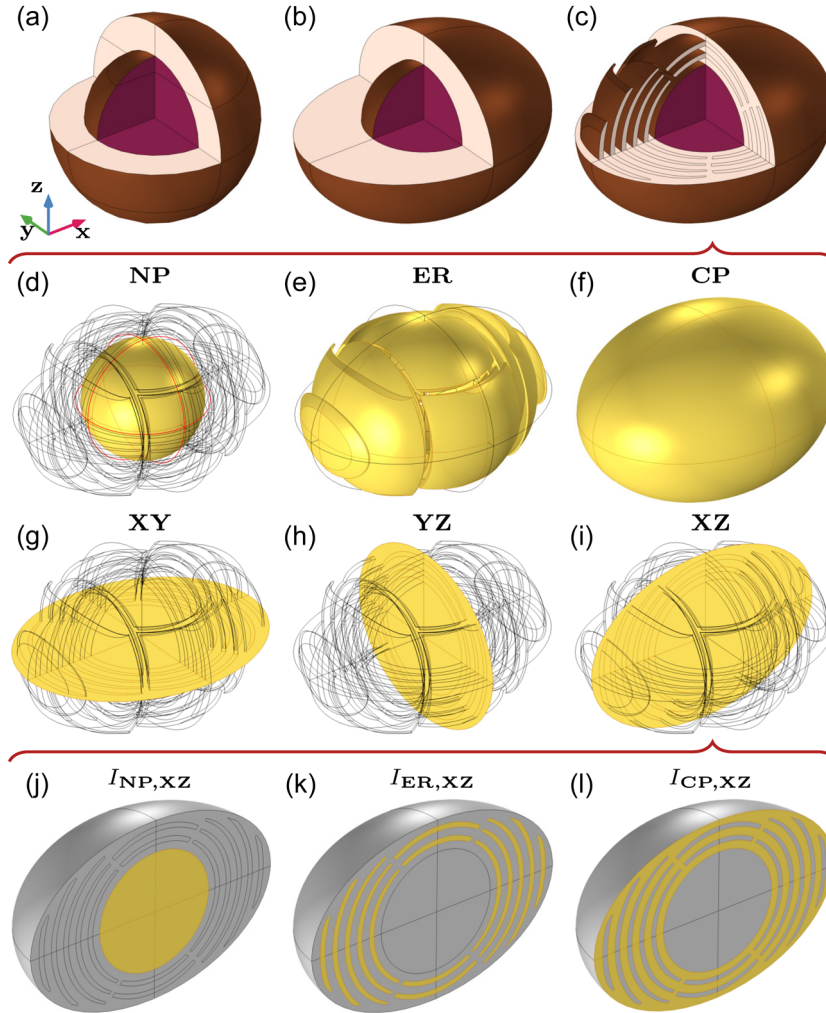 (a) (b) (c)
z
y x
NP ER CP
(d) (e) (f)
XY YZ XZ
(g) (h) (i)
I_NP,XZ I_ER,XZ I_CP,XZ
(j) (k) (l)